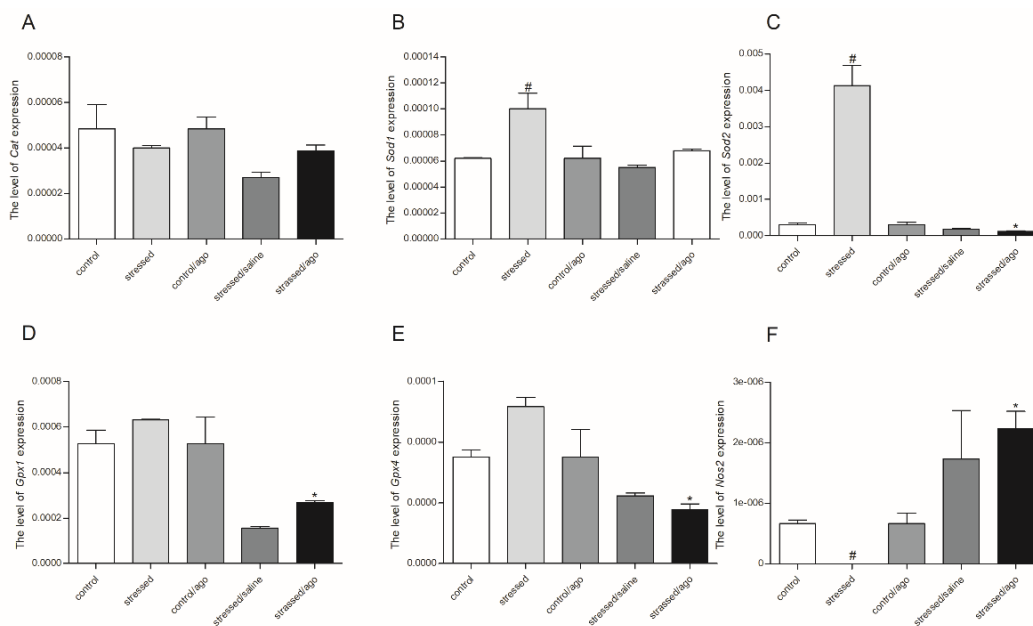 A
The level of Cat expression
0.00008
0.00006
0.00004
0.00002
0.00000
control
stressed
control/ago
stressed/saline
strassed/ago
B
The level of Sod1 expression
0.00014
0.00012
0.00010
0.00008
0.00006
0.00004
0.00002
0.00000
#
control
stressed
control/ago
stressed/saline
strassed/ago
C
The level of Sod2 expression
0.005
0.004
0.003
0.002
0.001
0.000
#
*
control
stressed
control/ago
stressed/saline
strassed/ago
D
The level of Gpx1 expression
0.0008
0.0006
0.0004
0.0002
0.0000
*
control
stressed
control/ago
stressed/saline
strassed/ago
E
The level of Gpx4 expression
0.0001
0.0000
0.0000
0.0000
*
control
stressed
control/ago
stressed/saline
strassed/ago
F
The level of Nos2 expression
3e-006
2e-006
1e-006
0
#
*
control
stressed
control/ago
stressed/saline
strassed/ago